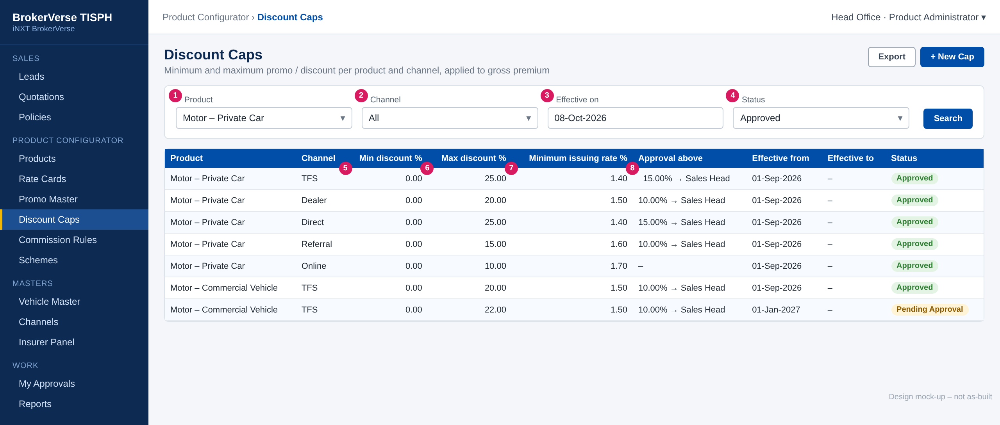 BrokerVerse TISPH
iNXT BrokerVerse
SALES
Leads
Quotations
Policies
PRODUCT CONFIGURATOR
Products
Rate Cards
Promo Master
Discount Caps
Commission Rules
Schemes
MASTERS
Vehicle Master
Channels
Insurer Panel
WORK
My Approvals
Reports
Product Configurator › Discount Caps
Head Office · Product Administrator ▾
Discount Caps
Minimum and maximum promo / discount per product and channel, applied to gross premium
Export
+ New Cap
1 Product
Motor – Private Car ▾
2 Channel
All ▾
3 Effective on
08-Oct-2026
4 Status
Approved ▾
Search
Product Channel Min discount % Max discount % Minimum issuing rate % Approval above Effective from Effective to Status
5 6 7 8
Motor – Private Car TFS 0.00 25.00 1.40 15.00% → Sales Head 01-Sep-2026 – Approved
Motor – Private Car Dealer 0.00 20.00 1.50 10.00% → Sales Head 01-Sep-2026 – Approved
Motor – Private Car Direct 0.00 25.00 1.40 15.00% → Sales Head 01-Sep-2026 – Approved
Motor – Private Car Referral 0.00 15.00 1.60 10.00% → Sales Head 01-Sep-2026 – Approved
Motor – Private Car Online 0.00 10.00 1.70 – 01-Sep-2026 – Approved
Motor – Commercial Vehicle TFS 0.00 20.00 1.50 10.00% → Sales Head 01-Sep-2026 – Approved
Motor – Commercial Vehicle TFS 0.00 22.00 1.50 10.00% → Sales Head 01-Jan-2027 – Pending Approval
Design mock-up – not as-built